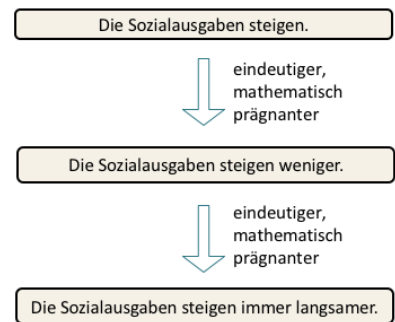 Die Sozialausgaben steigen.
eindeutiger,
mathematisch
prägnanter
Die Sozialausgaben steigen weniger.
eindeutiger,
mathematisch
prägnanter
Die Sozialausgaben steigen immer langsamer.